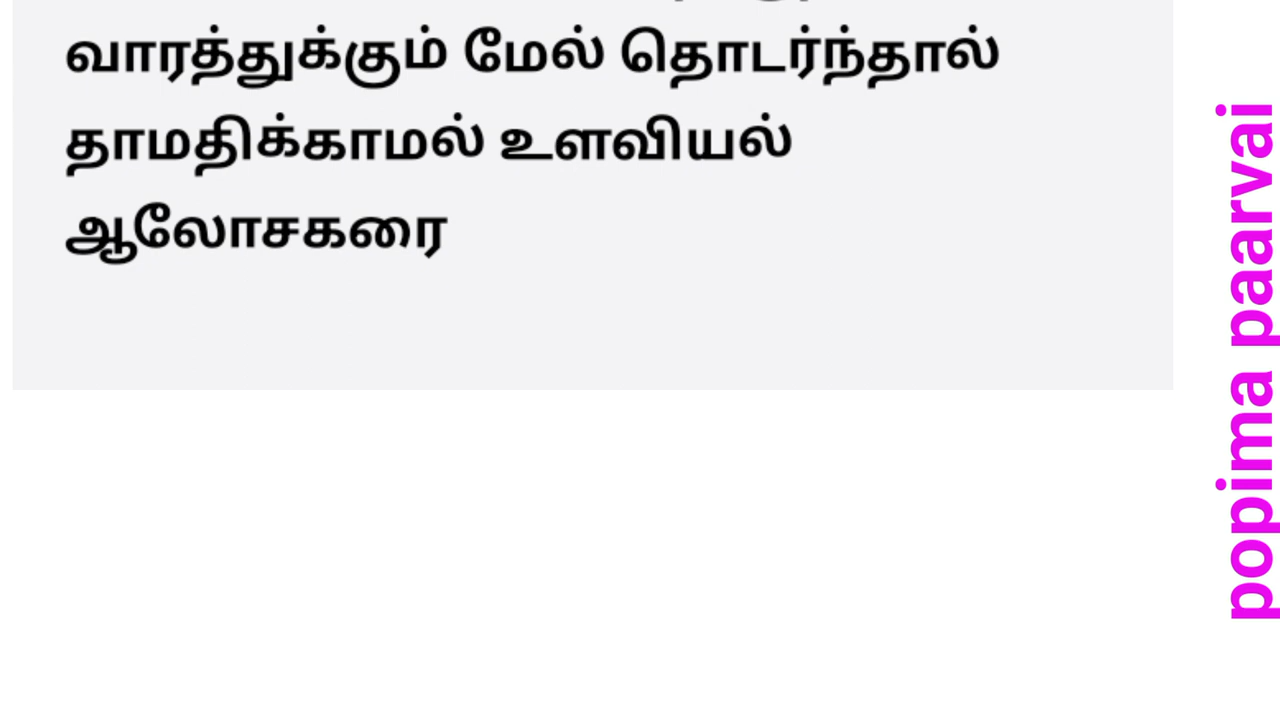 வாரத்துக்கும் மேல் தொடர்ந்தால்
தாமதிக்காமல் உளவியல்
ஆலோசகரை
popima paarvai